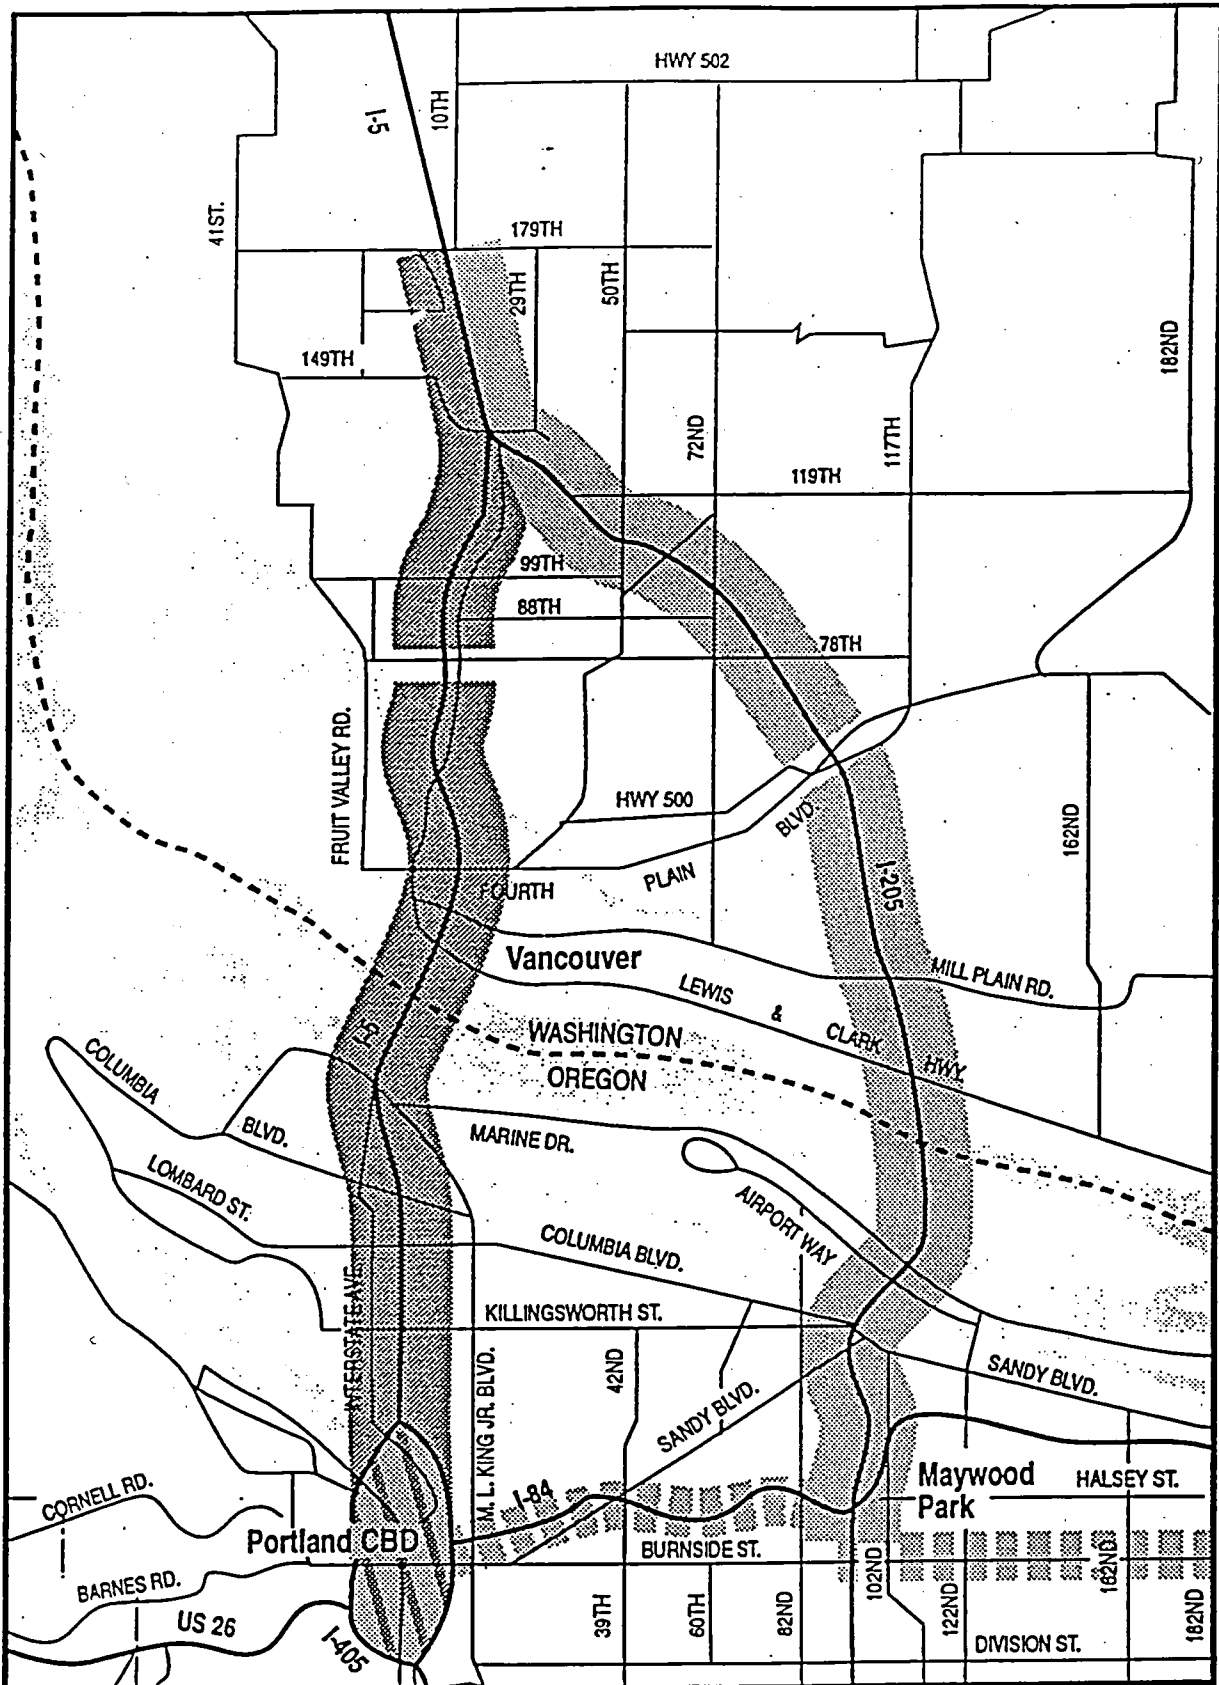 HWY 502
I-5
10TH
41ST.
179TH
29TH
50TH
149TH
182ND
72ND
117TH
119TH
99TH
88TH
78TH
FRUIT VALLEY RD.
HWY 500
BLVD.
162ND
PLAIN
FOURTH
I-205
Vancouver
MILL PLAIN RD.
LEWIS & CLARK HWY.
I-5
WASHINGTON
OREGON
COLUMBIA BLVD.
MARINE DR.
LOMBARD ST.
AIRPORT WAY
COLUMBIA BLVD.
INTERSTATE AVE.
KILLINGSWORTH ST.
M. L. KING JR. BLVD.
42ND
SANDY BLVD.
SANDY BLVD.
Maywood
Park
HALSEY ST.
CORNELL RD.
I-84
Portland CBD
BURNSIDE ST.
BARNES RD.
US 26
I-405
39TH
60TH
82ND
102ND
122ND
162ND
182ND
DIVISION ST.